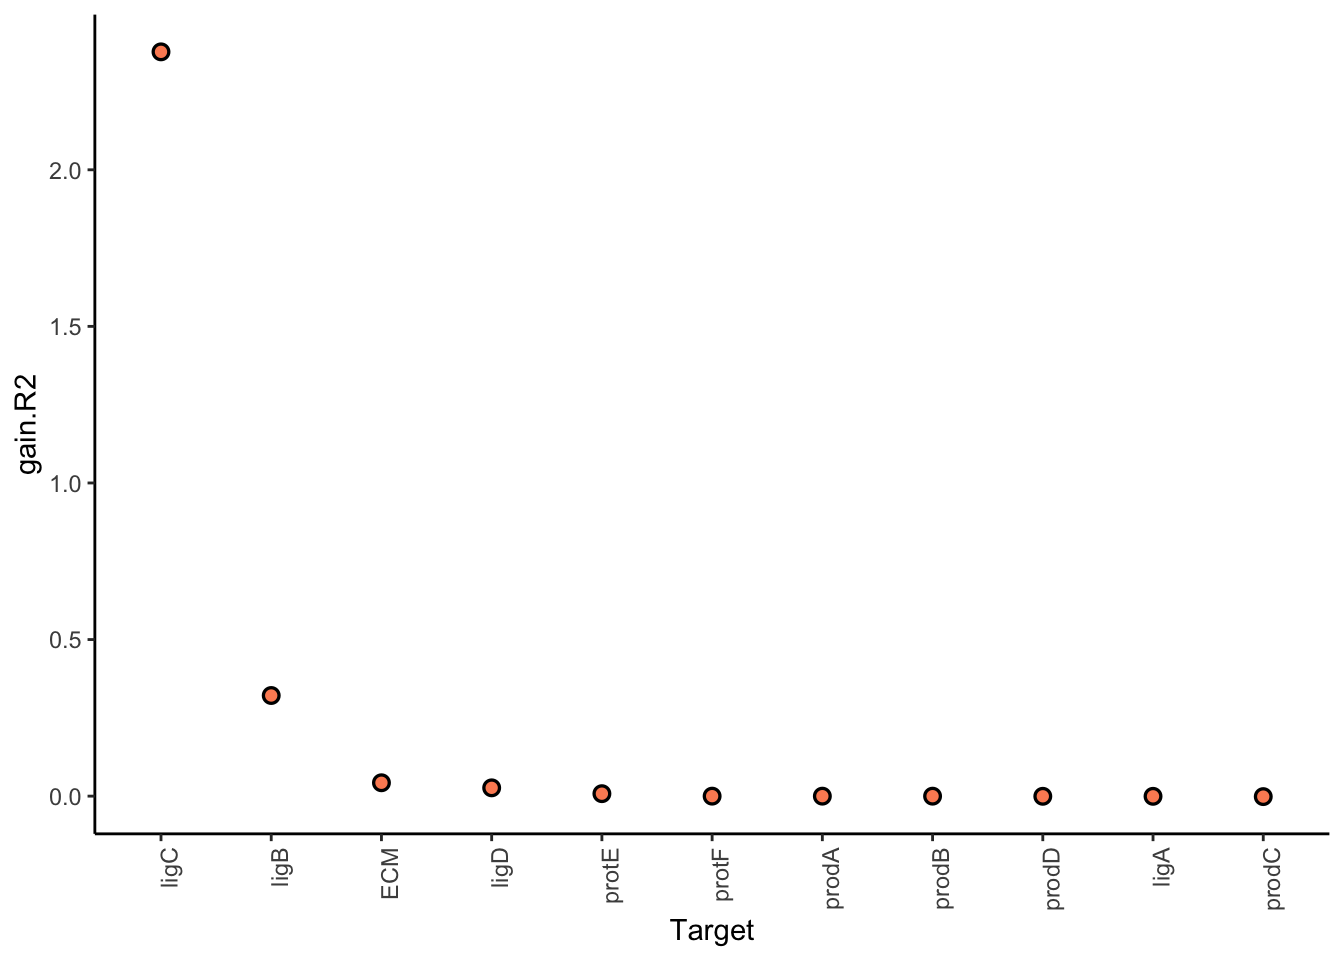 gain.R2
2.0
1.5
1.0
0.5
0.0
ligC
ligB
ECM
ligD
protE
protF
prodA
prodB
prodD
ligA
prodC
Target